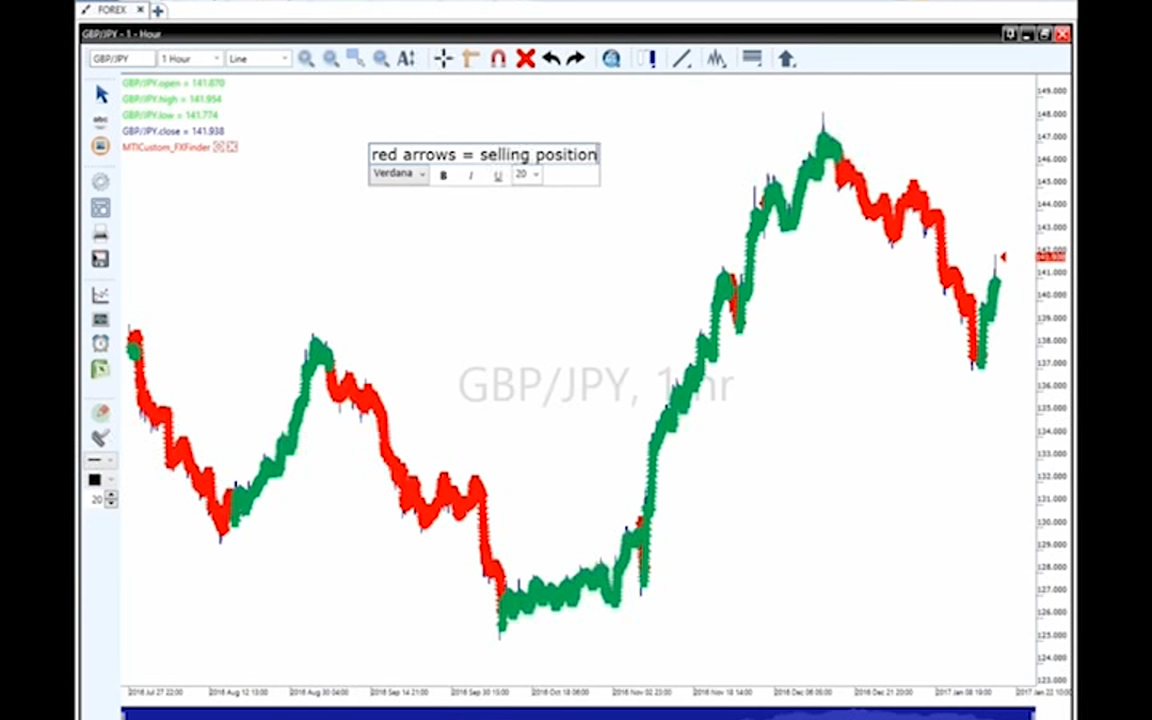 FOREX
GBP/JPY - 1 - Hour
GBP/JPY 1 Hour Line
GBP/JPY.open = 141.870
GBP/JPY.high = 141.954
GBP/JPY.low = 141.774
GBP/JPY.close = 141.938
MTICustom_FXFinder
abc
red arrows = selling position
Verdana B I U 20
GBP/JPY, 1 hr
20
149.000
148.000
147.000
146.000
145.000
144.000
143.000
142.000
141.938
141.000
140.000
139.000
138.000
137.000
136.000
135.000
134.000
133.000
132.000
131.000
130.000
129.000
128.000
127.000
126.000
125.000
124.000
123.000
2016 Jul 27 22:00 2016 Aug 12 13:00 2016 Aug 30 04:00 2016 Sep 14 21:00 2016 Sep 30 15:00 2016 Oct 18 06:00 2016 Nov 02 23:00 2016 Nov 18 14:00 2016 Dec 06 05:00 2016 Dec 21 20:00 2017 Jan 08 19:00 2017 Jan 22 10:00